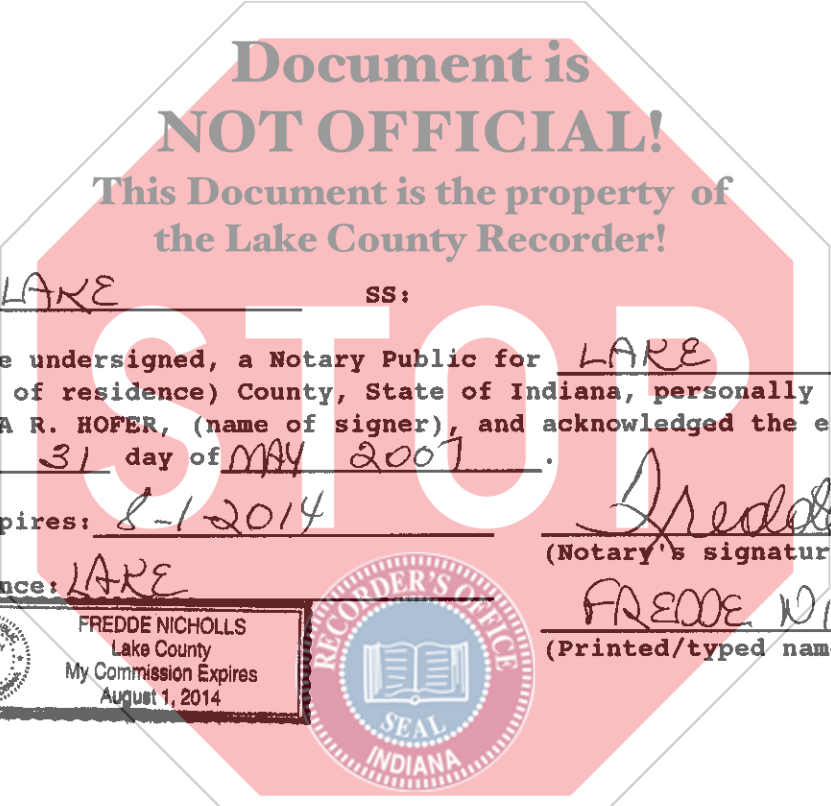 Document is
NOT OFFICIAL!
This Document is the property of
the Lake County Recorder!
STOP
LAKE SS:
e undersigned, a Notary Public for LAKE
of residence) County, State of Indiana, personally
A R. HOFER, (name of signer), and acknowledged the e
31 day of MAY 2007.
pires: 8-1-2014
Fredde
(Notary's signatur
nce: LAKE
FREDDE NI
(Printed/typed nam
FREDDE NICHOLLS
Lake County
My Commission Expires
August 1, 2014
RECORDER'S OFFICE
SEAL
INDIANA